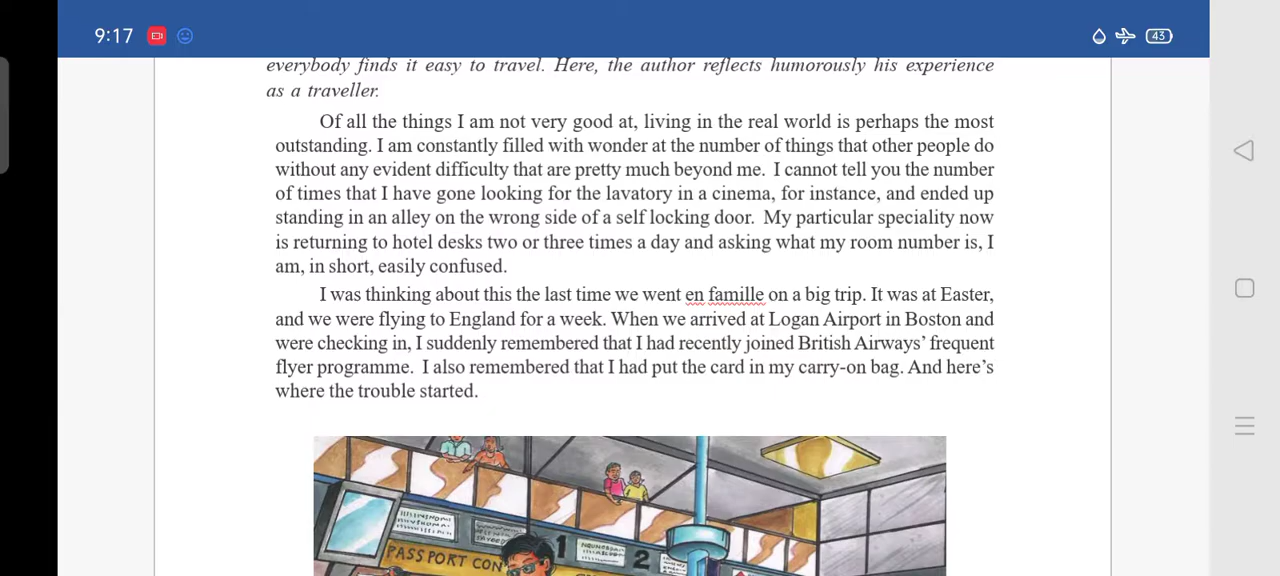 9:17
43
everybody finds it easy to travel. Here, the author reflects humorously his experience
as a traveller.
Of all the things I am not very good at, living in the real world is perhaps the most
outstanding. I am constantly filled with wonder at the number of things that other people do
without any evident difficulty that are pretty much beyond me. I cannot tell you the number
of times that I have gone looking for the lavatory in a cinema, for instance, and ended up
standing in an alley on the wrong side of a self locking door. My particular speciality now
is returning to hotel desks two or three times a day and asking what my room number is, I
am, in short, easily confused.
I was thinking about this the last time we went en famille on a big trip. It was at Easter,
and we were flying to England for a week. When we arrived at Logan Airport in Boston and
were checking in, I suddenly remembered that I had recently joined British Airways' frequent
flyer programme. I also remembered that I had put the card in my carry-on bag. And here's
where the trouble started.
PASSPORT CON
1
2